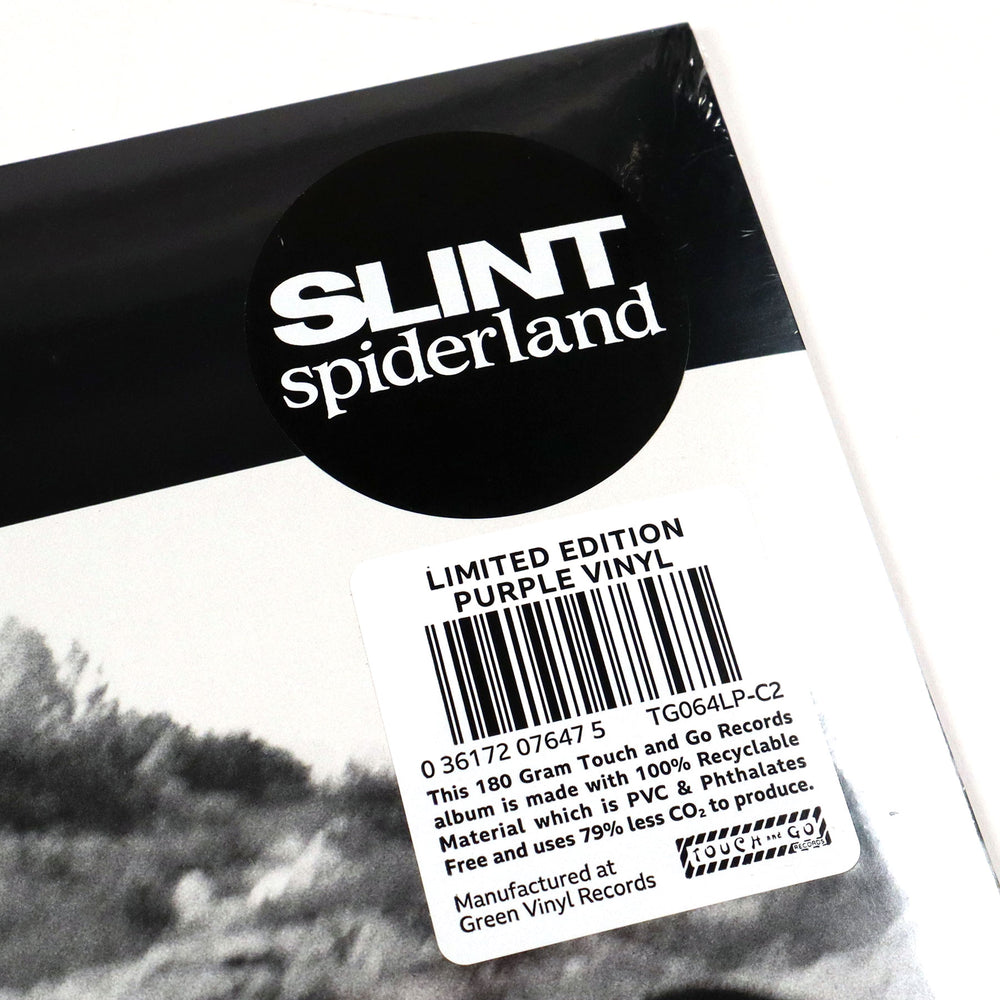 SLINT
spiderland
LIMITED EDITION
PURPLE VINYL
0 36172 07647 5
TG064LP-C2
This 180 Gram Touch and Go Records
album is made with 100% Recyclable
Material which is PVC & Phthalates
Free and uses 79% less CO₂ to produce.
Manufactured at
Green Vinyl Records
TOUCH and GO
RECORDS